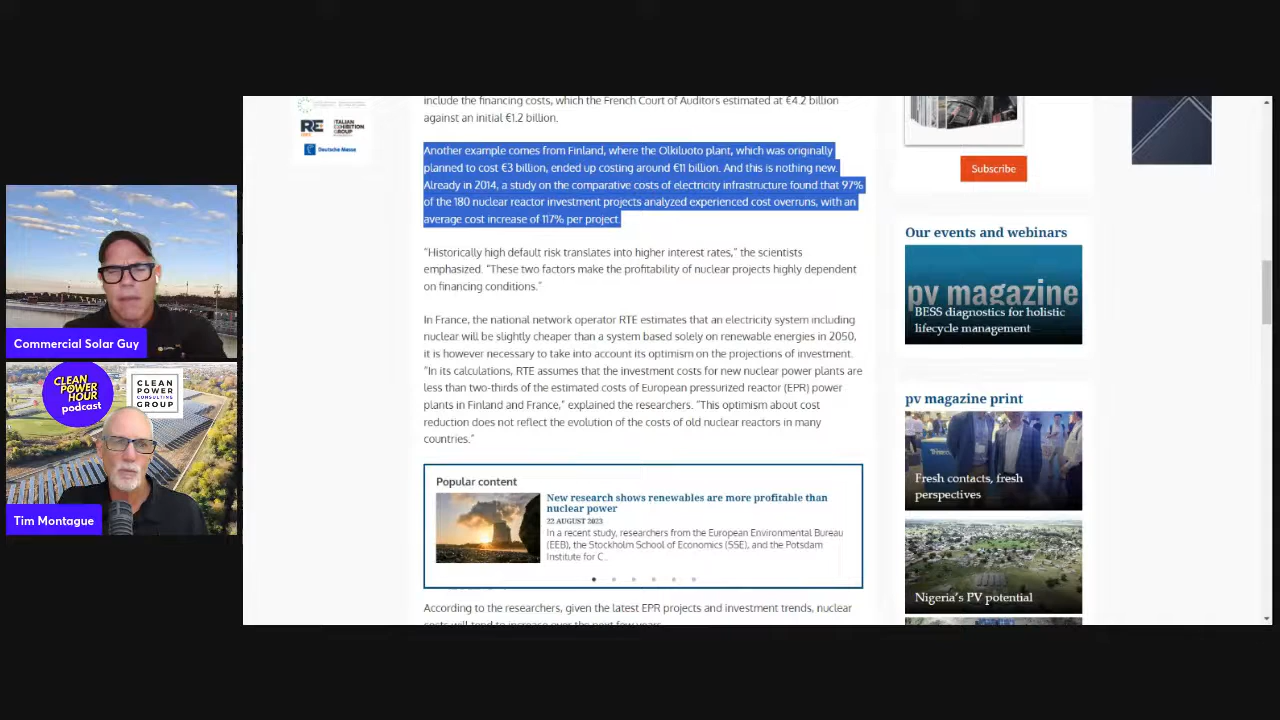 include the financing costs, which the French Court of Auditors estimated at €4.2 billion
against an initial €1.2 billion.
Another example comes from Finland, where the Olkiluoto plant, which was originally
planned to cost €3 billion, ended up costing around €11 billion. And this is nothing new.
Already in 2014, a study on the comparative costs of electricity infrastructure found that 97%
of the 180 nuclear reactor investment projects analyzed experienced cost overruns, with an
average cost increase of 117% per project.
“Historically high default risk translates into higher interest rates,” the scientists
emphasized. “These two factors make the profitability of nuclear projects highly dependent
on financing conditions.”
In France, the national network operator RTE estimates that an electricity system including
nuclear will be slightly cheaper than a system based solely on renewable energies in 2050,
it is however necessary to take into account its optimism on the projections of investment.
“In its calculations, RTE assumes that the investment costs for new nuclear power plants are
less than two-thirds of the estimated costs of European pressurized reactor (EPR) power
plants in Finland and France,” explained the researchers. “This optimism about cost
reduction does not reflect the evolution of the costs of old nuclear reactors in many
countries.”
Popular content
New research shows renewables are more profitable than
nuclear power
22 AUGUST 2023
In a recent study, researchers from the European Environmental Bureau
(EEB), the Stockholm School of Economics (SSE), and the Potsdam
Institute for C...
According to the researchers, given the latest EPR projects and investment trends, nuclear
costs will tend to increase over the next few years.
RE
ITALIAN
EXHIBITION
GROUP
Deutsche Messe
Subscribe
Our events and webinars
pv magazine
BESS diagnostics for holistic
lifecycle management
pv magazine print
Fresh contacts, fresh
perspectives
Nigeria’s PV potential
Commercial Solar Guy
CLEAN
POWER
HOUR
podcast
CLEAN
POWER
CONSULTING
GROUP
Tim Montague